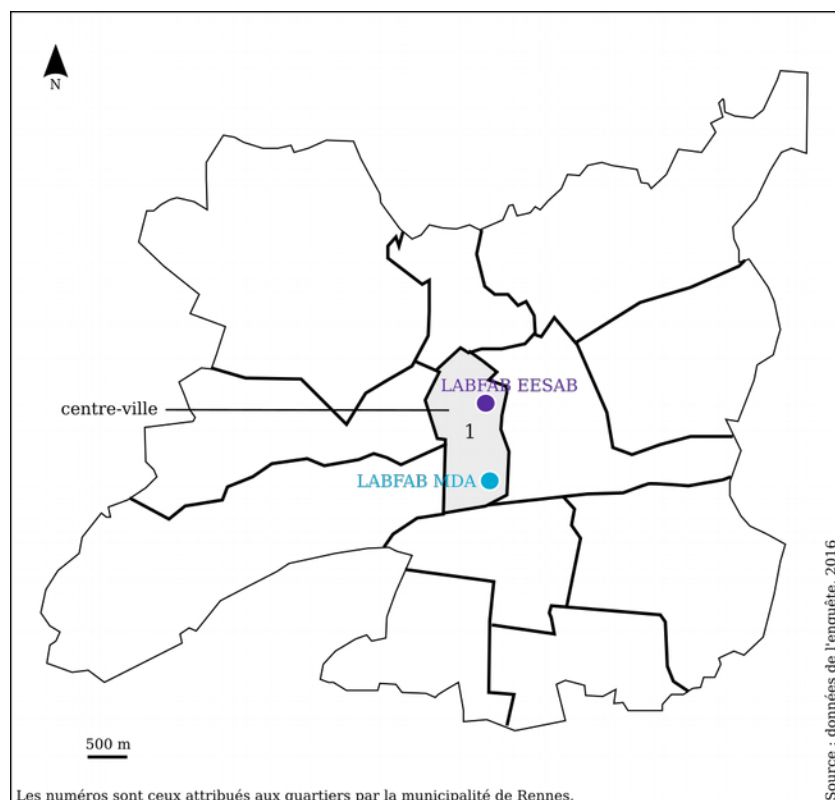 N
LABFAB EESAB
centre-ville
1
LABFAB MDA
500 m
Source : données de l'enquête, 2016
Les numéros sont ceux attribués aux quartiers par la municipalité de Rennes.